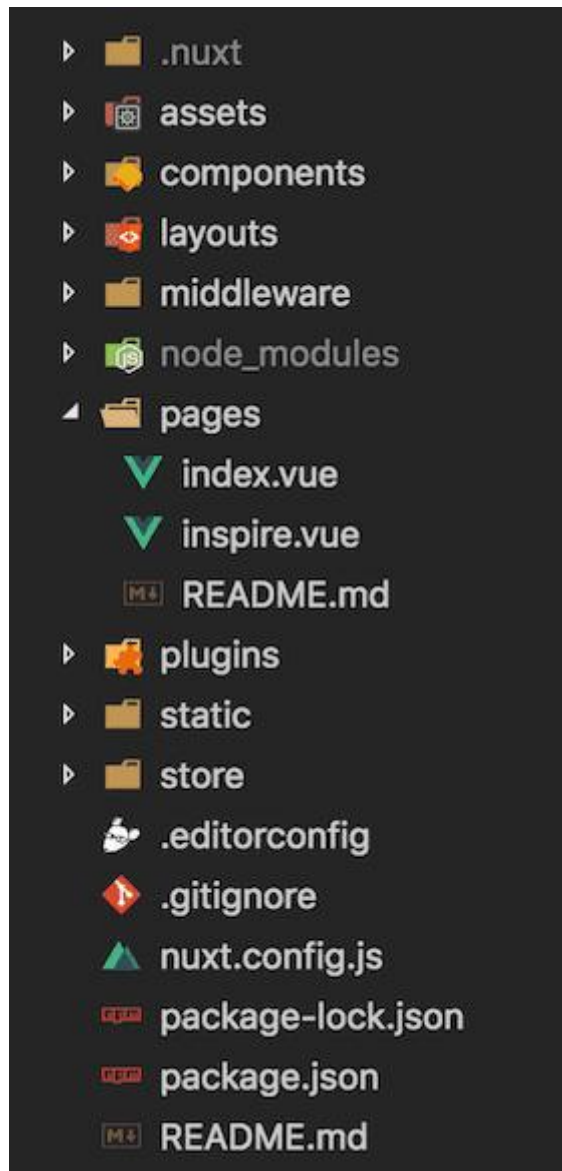 .nuxt
assets
components
layouts
middleware
node_modules
pages
index.vue
inspire.vue
README.md
plugins
static
store
.editorconfig
.gitignore
nuxt.config.js
package-lock.json
package.json
README.md